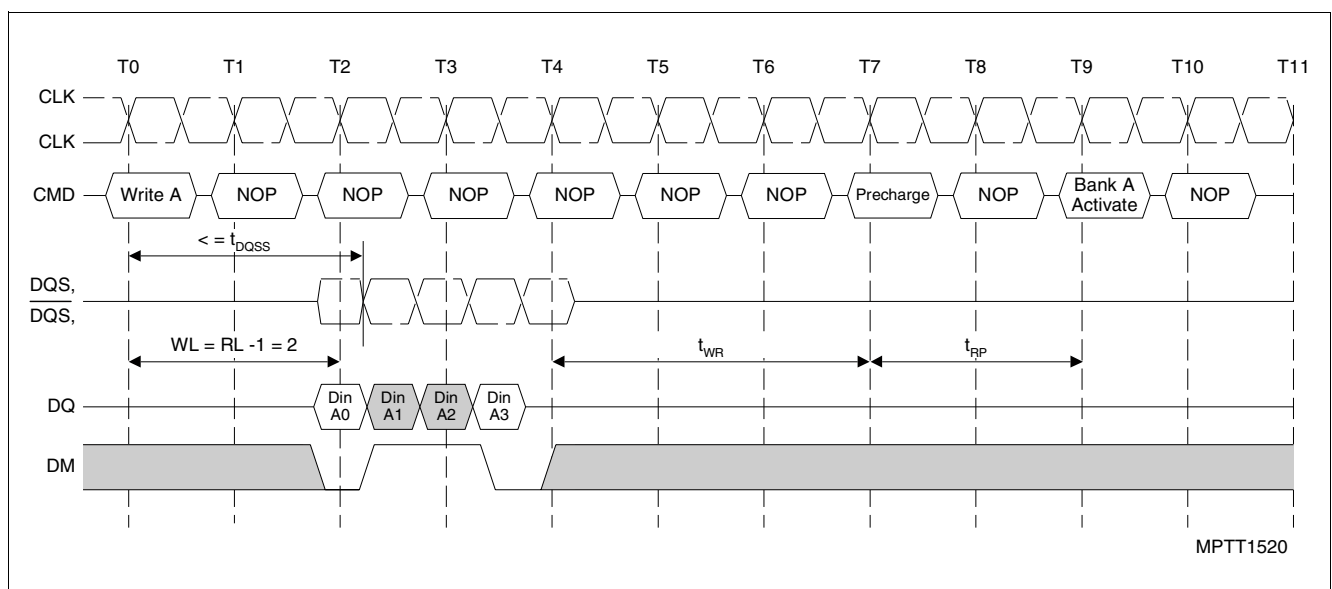 T0 T1 T2 T3 T4 T5 T6 T7 T8 T9 T10 T11
CLK
CLK
CMD Write A NOP NOP NOP NOP NOP NOP Precharge NOP Bank A Activate NOP
< = tDQSS
DQS,
DQS,
WL = RL -1 = 2 tWR tRP
DQ Din A0 Din A1 Din A2 Din A3
DM
MPTT1520